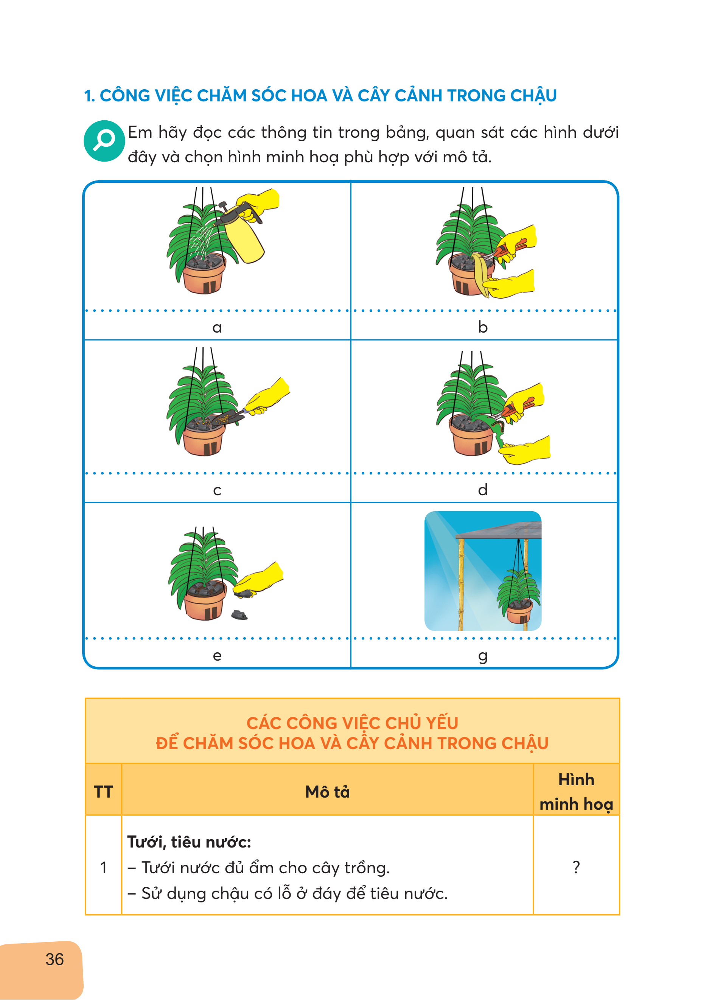 1. CÔNG VIỆC CHĂM SÓC HOA VÀ CÂY CẢNH TRONG CHẬU
Em hãy đọc các thông tin trong bảng, quan sát các hình dưới
đây và chọn hình minh hoạ phù hợp với mô tả.
a
b
c
d
e
g
CÁC CÔNG VIỆC CHỦ YẾU
ĐỂ CHĂM SÓC HOA VÀ CÂY CẢNH TRONG CHẬU
TT
Mô tả
Hình
minh hoạ
1
Tưới, tiêu nước:
– Tưới nước đủ ẩm cho cây trồng.
– Sử dụng chậu có lỗ ở đáy để tiêu nước.
?
36